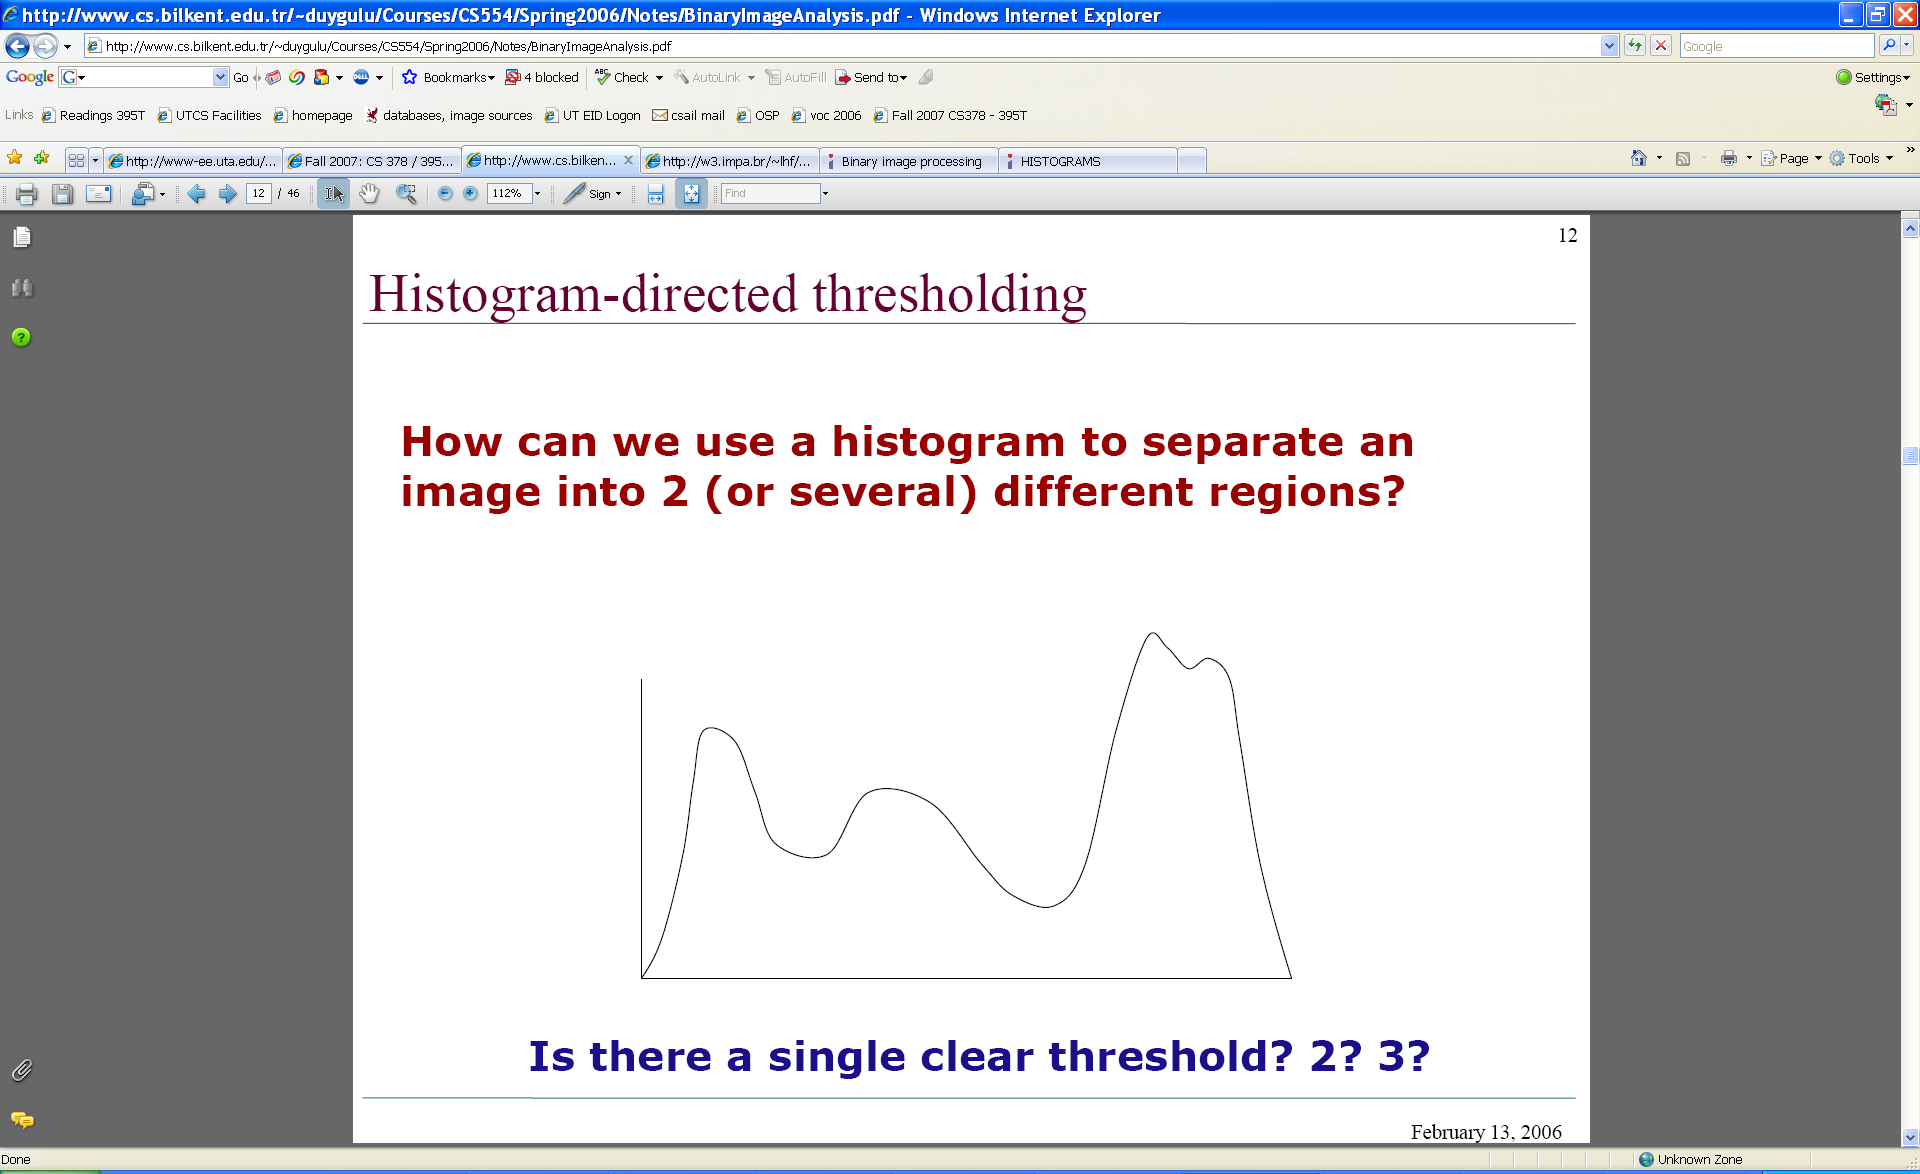 http://www.cs.bilkent.edu.tr/~duygulu/Courses/CS554/Spring2006/Notes/BinaryImageAnalysis.pdf - Windows Internet Explorer
http://www.cs.bilkent.edu.tr/~duygulu/Courses/CS554/Spring2006/Notes/BinaryImageAnalysis.pdf
Google
Google G Go Bookmarks 4 blocked ABC Check AutoLink AutoFill Send to Settings
Links Readings 395T UTCS Facilities homepage databases, image sources UT EID Logon csail mail OSP voc 2006 Fall 2007 CS378 - 395T
http://www-ee.uta.edu/... Fall 2007: CS 378 / 395... http://www.cs.bilken... http://w3.impa.br/~lhf/... Binary image processing HISTOGRAMS Page Tools »
12 / 46 112% Sign Find
12
Histogram-directed thresholding
How can we use a histogram to separate an
image into 2 (or several) different regions?
Is there a single clear threshold? 2? 3?
February 13, 2006
Done Unknown Zone